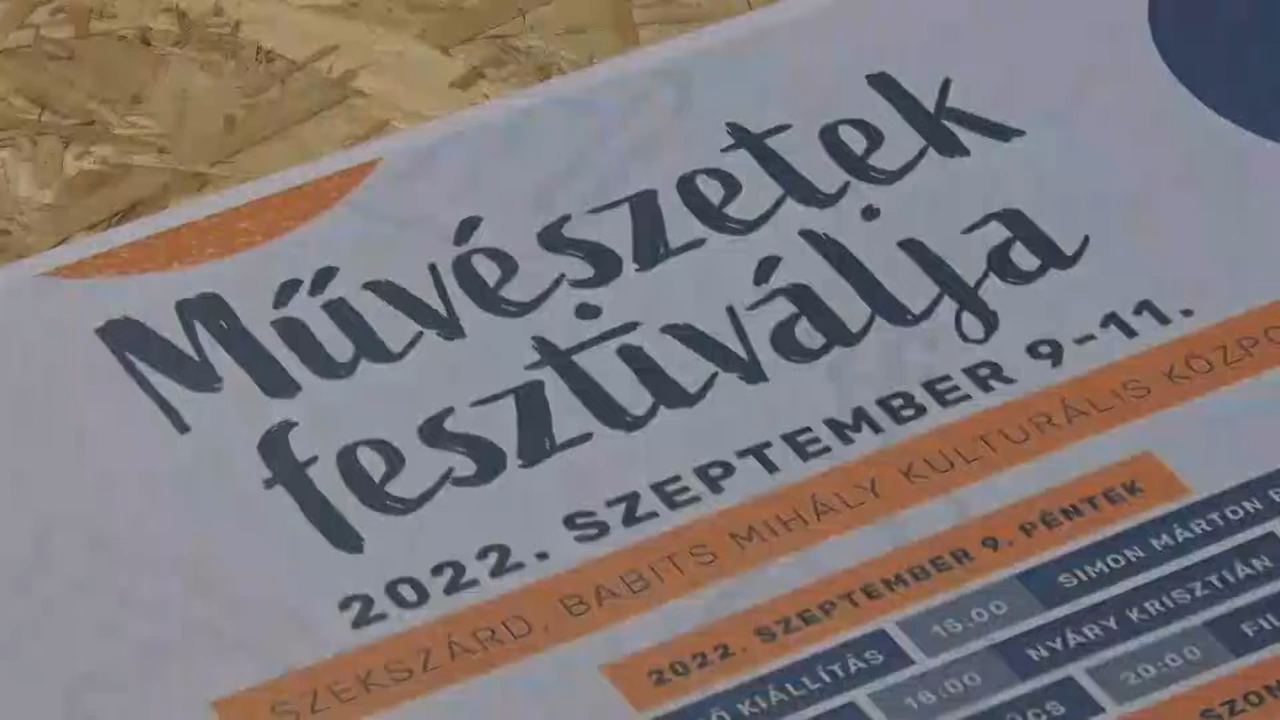 Művészetek
fesztiválja
2022. SZEPTEMBER 9-11.
SZEKSZÁRD, BABITS MIHÁLY KULTURÁLIS
2022. SZEPTEMBER 9. PÉNTEK
KIÁLLÍTÁS
16:00 SIMON MÁRTON
18:00 NYÁRY KRISZTIÁN
20:00